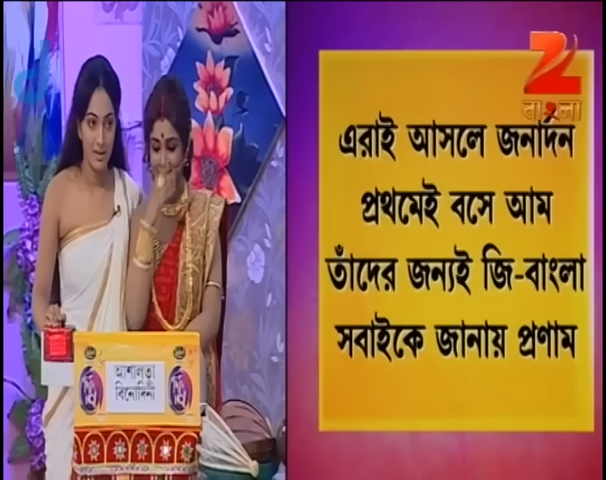 বাংলা
এরাই আসলে জনার্দন
প্রথমেই বসে আম
তাঁদের জন্যই জি-বাংলা
সবাইকে জানায় প্রণাম
আশালতা
বিনোদিনী